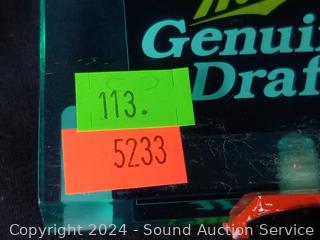 Genui
Draf
113.
5233
Copyright 2024 - Sound Auction Service